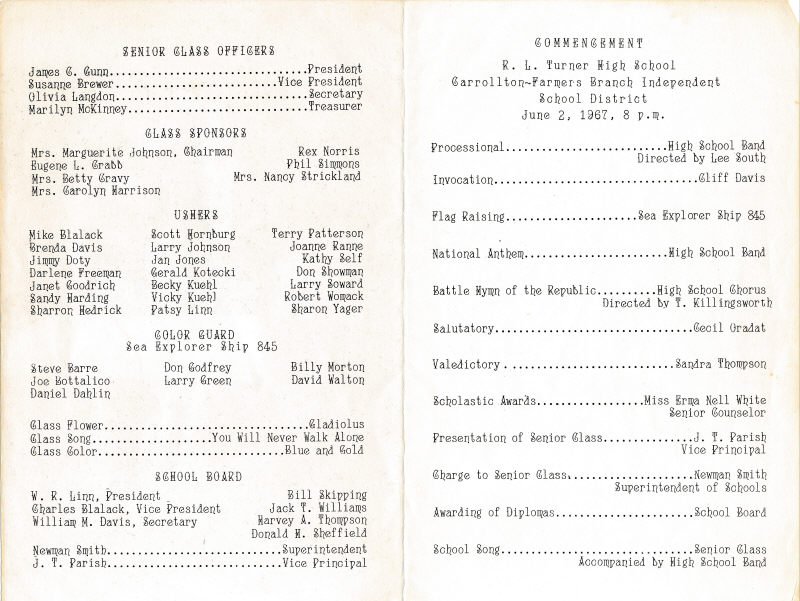 SENIOR CLASS OFFICERS
James C. Gunn..............................President
Susanne Brewer.........................Vice President
Olivia Langdon.............................Secretary
Marilyn McKinney...........................Treasurer
CLASS SPONSORS
Mrs. Marguerite Johnson, Chairman Rex Norris
Eugene L. Crabb Phil Simmons
Mrs. Betty Gravy Mrs. Nancy Strickland
Mrs. Carolyn Harrison
USHERS
Mike Blalack Scott Hornburg Terry Patterson
Brenda Davis Larry Johnson Joanne Ranne
Jimmy Doty Jan Jones Kathy Self
Darlene Freeman Gerald Kotecki Don Showman
Janet Goodrich Becky Kuehl Larry Soward
Sandy Harding Vicky Kuehl Robert Womack
Sharron Hedrick Patsy Linn Sharon Yager
COLOR GUARD
Sea Explorer Ship 845
Steve Barre Don Godfrey Billy Morton
Joe Bottalico Larry Green David Walton
Daniel Dahlin
Class Flower...............................Gladiolus
Class Song..................You Will Never Walk Alone
Class Color............................Blue and Gold
SCHOOL BOARD
W. R. Linn, President Bill Skipping
Charles Blalack, Vice President Jack T. Williams
William M. Davis, Secretary Harvey A. Thompson
Donald H. Sheffield
Newman Smith..........................Superintendent
J. T. Parish..........................Vice Principal
COMMENCEMENT
R. L. Turner High School
Carrollton-Farmers Branch Independent
School District
June 2, 1967, 8 p.m.
Processional........................High School Band
Directed by Lee South
Invocation...............................Cliff Davis
Flag Raising....................Sea Explorer Ship 845
National Anthem......................High School Band
Battle Hymn of the Republic.........High School Chorus
Directed by T. Killingsworth
Salutatory..............................Cecil Gradat
Valedictory .........................Sandra Thompson
Scholastic Awards................Miss Erma Nell White
Senior Counselor
Presentation of Senior Class.............J. T. Parish
Vice Principal
Charge to Senior Class...................Newman Smith
Superintendent of Schools
Awarding of Diplomas.....................School Board
School Song.............................Senior Class
Accompanied by High School Band